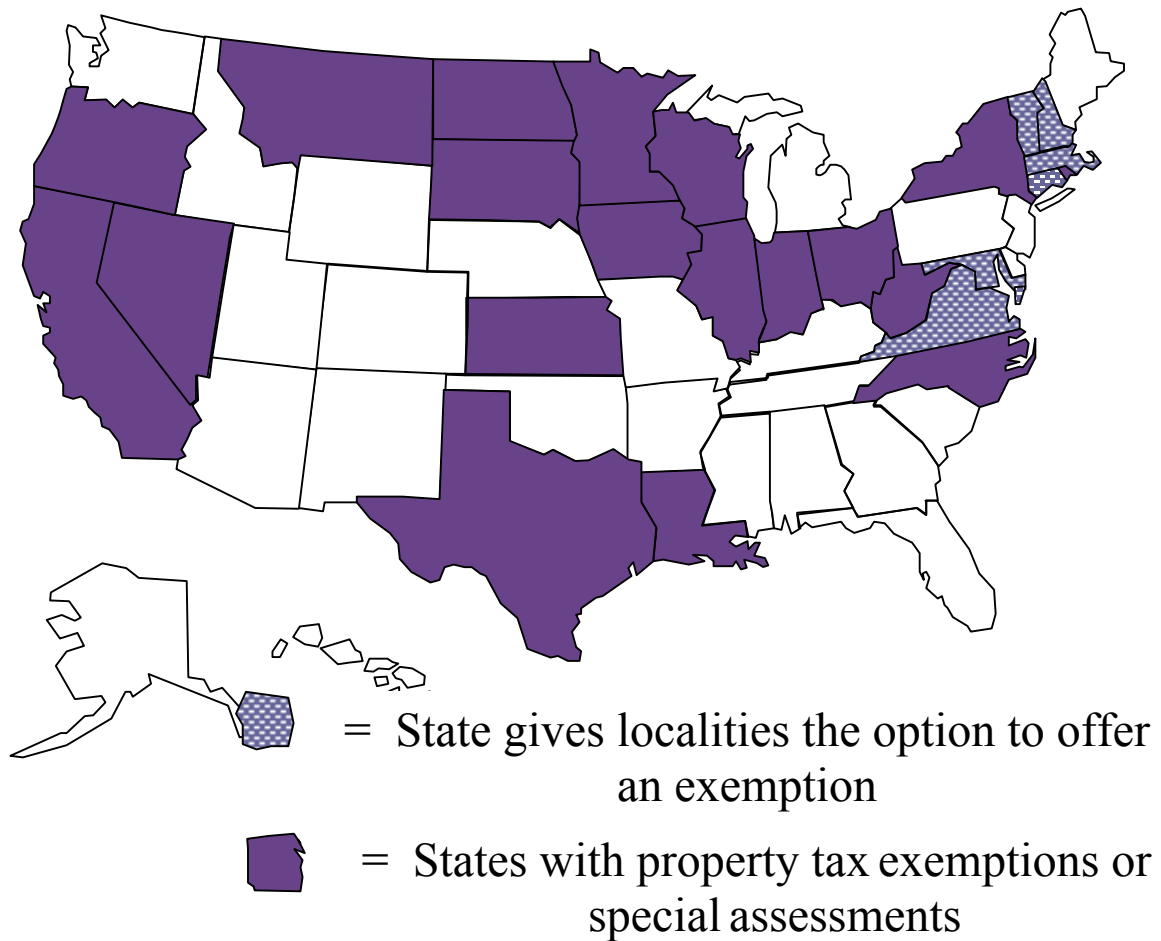 = State gives localities the option to offer
an exemption
= States with property tax exemptions or
special assessments